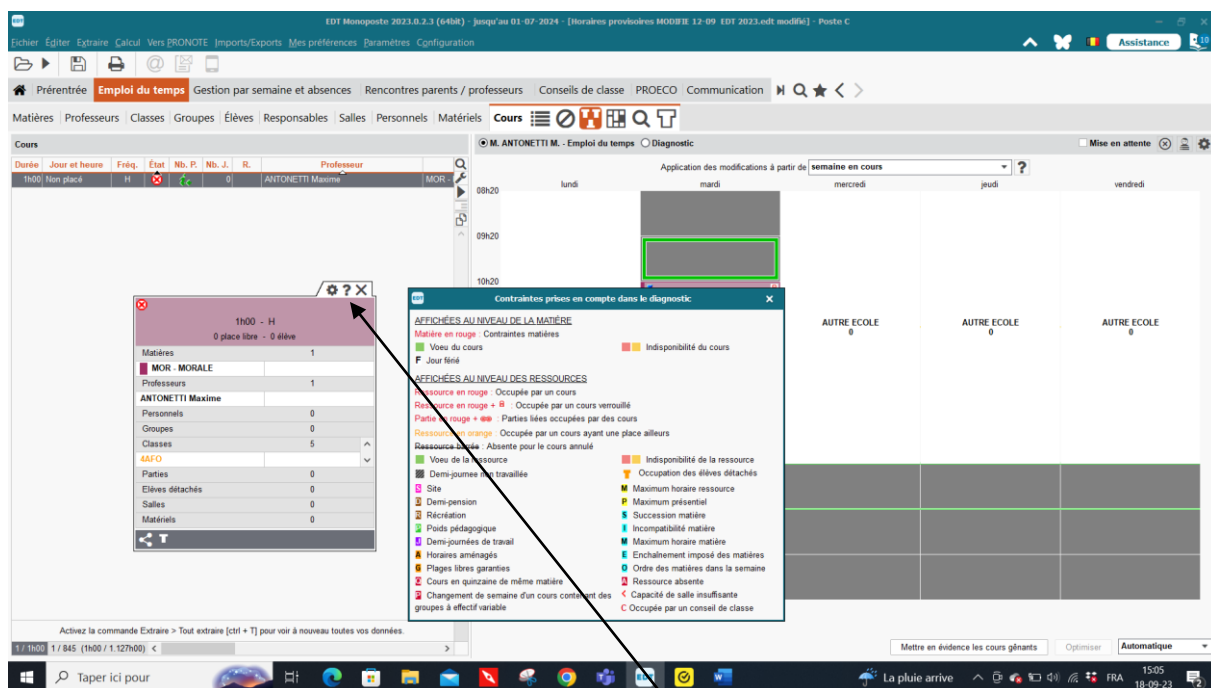 EDT Monoposte 2023.0.2.3 (64bit) - jusqu'au 01-07-2024 - [Horaires provisoires MODIFIE 12-09 EDT 2023.edt modifié] - Poste C
Fichier Éditer Extraire Calcul Vers PRONOTE Imports/Exports Mes préférences Paramètres Configuration
Assistance
10
Prérentrée Emploi du temps Gestion par semaine et absences Rencontres parents / professeurs Conseils de classe PROECO Communication
Matières Professeurs Classes Groupes Élèves Responsables Salles Personnels Matériels Cours
Cours
M. ANTONETTI M. - Emploi du temps Diagnostic
Mise en attente
Durée Jour et heure Fréq. État Nb. P. Nb. J. R. Professeur
1h00 Non placé H 0 ANTONETTI Maxime MOR -
Application des modifications à partir de semaine en cours ?
lundi mardi mercredi jeudi vendredi
08h20
09h20
10h20
AUTRE ECOLE 0
AUTRE ECOLE 0
AUTRE ECOLE 0
1h00 - H
0 place libre - 0 élève
Matières 1
MOR - MORALE
Professeurs 1
ANTONETTI Maxime
Personnels 0
Groupes 0
Classes 5
4AFO
Parties 0
Elèves détachés 0
Salles 0
Matériels 0
EDT Contraintes prises en compte dans le diagnostic
AFFICHÉES AU NIVEAU DE LA MATIÈRE
Matière en rouge : Contraintes matières
Voeu du cours Indisponibilité du cours
F Jour férié
AFFICHÉES AU NIVEAU DES RESSOURCES
Ressource en rouge : Occupée par un cours
Ressource en rouge + : Occupée par un cours verrouillé
Partie en rouge + : Parties liées occupées par des cours
Ressource en orange : Occupée par un cours ayant une place ailleurs
Ressource barrée : Absente pour le cours annulé
Voeu de la ressource Indisponibilité de la ressource
Demi-journee non travaillée Occupation des élèves détachés
S Site M Maximum horaire ressource
D Demi-pension P Maximum présentiel
R Récréation S Succession matière
P Poids pédagogique I Incompatibilité matière
J Demi-journées de travail M Maximum horaire matière
A Horaires aménagés E Enchaînement imposé des matières
G Plages libres garanties O Ordre des matières dans la semaine
Cours en quinzaine de même matière A Ressource absente
Changement de semaine d'un cours contenant des groupes à effectif variable < Capacité de salle insuffisante
C Occupée par un conseil de classe
Activez la commande Extraire > Tout extraire [ctrl + T] pour voir à nouveau toutes vos données.
1 / 1h00 1 / 845 (1h00 / 1.127h00)
Mettre en évidence les cours gênants Optimiser Automatique
Taper ici pour
EDT
La pluie arrive
FRA
15:05
18-09-23
2